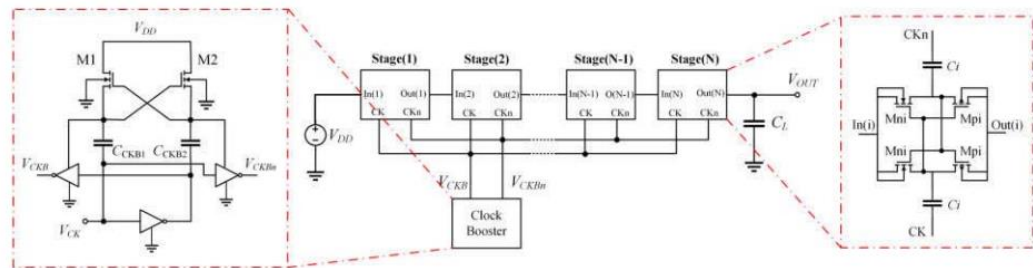 V_DD
M1
M2
C_CKB1
C_CKB2
V_CKB
V_CKBn
V_CK
Stage(1)
Stage(2)
Stage(N-1)
Stage(N)
In(1)
Out(1)
CK
CKn
In(2)
Out(2)
CK
CKn
In(N-1)
O(N-1)
CK
CKn
In(N)
Out(N)
CK
CKn
V_OUT
V_DD
C_L
V_CKB
V_CKBn
Clock
Booster
CKn
Ci
Mni
Mpi
In(i)
Out(i)
Mni
Mpi
Ci
CK